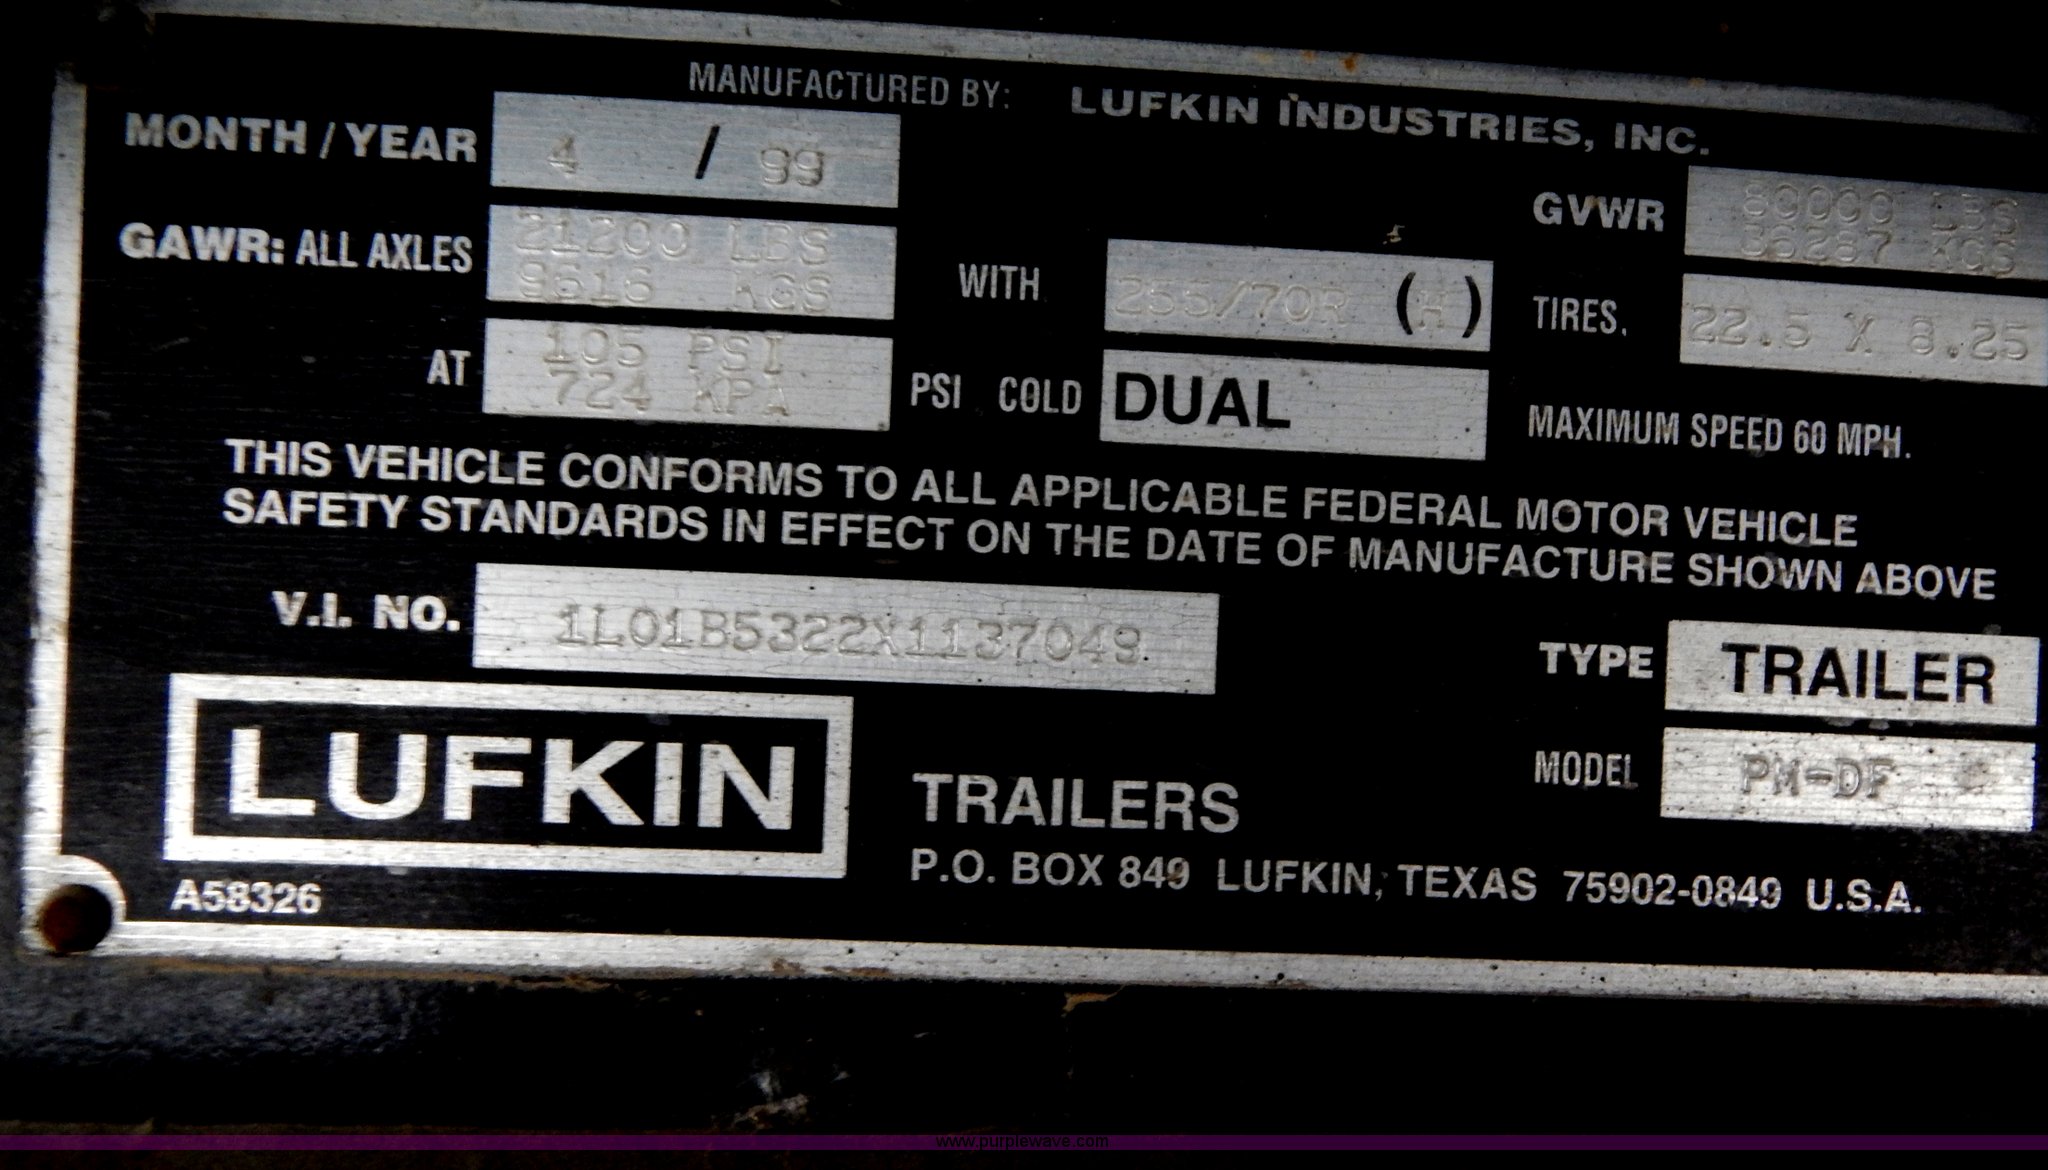 MANUFACTURED BY: LUFKIN INDUSTRIES, INC.
MONTH / YEAR 4 / 99
GVWR 80000 LBS
36287 KGS
GAWR: ALL AXLES 21200 LBS
9616 KGS
WITH 255/70R (H) TIRES, 22.5 X 8.25
AT 105 PSI
724 KPA
PSI COLD DUAL MAXIMUM SPEED 60 MPH.
THIS VEHICLE CONFORMS TO ALL APPLICABLE FEDERAL MOTOR VEHICLE
SAFETY STANDARDS IN EFFECT ON THE DATE OF MANUFACTURE SHOWN ABOVE
V.I. NO. 1L01B5322X1137049
TYPE TRAILER
MODEL PM-DF
LUFKIN
TRAILERS
P.O. BOX 849 LUFKIN, TEXAS 75902-0849 U.S.A.
A58326
www.purplewave.com